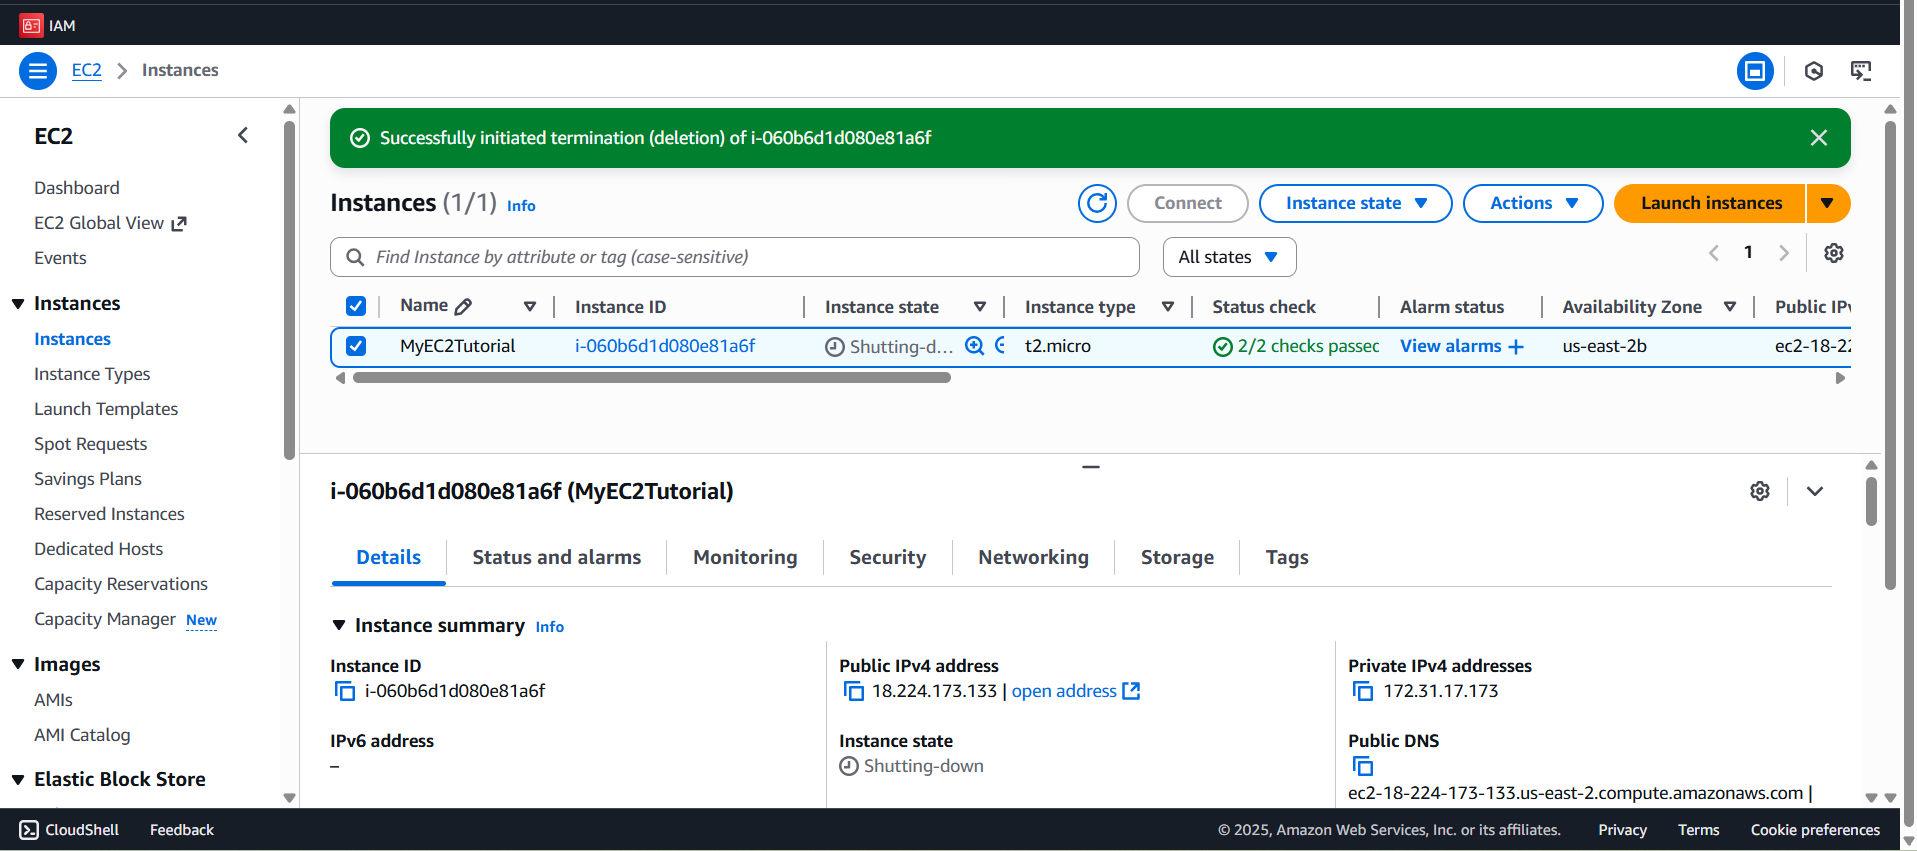 IAM
EC2 Instances
EC2
Dashboard
EC2 Global View
Events
Instances
Instances
Instance Types
Launch Templates
Spot Requests
Savings Plans
Reserved Instances
Dedicated Hosts
Capacity Reservations
Capacity Manager New
Images
AMIs
AMI Catalog
Elastic Block Store
Successfully initiated termination (deletion) of i-060b6d1d080e81a6f
Instances (1/1) Info
Connect
Instance state
Actions
Launch instances
Find Instance by attribute or tag (case-sensitive)
All states
1
Name Instance ID Instance state Instance type Status check Alarm status Availability Zone Public IPv
MyEC2Tutorial i-060b6d1d080e81a6f Shutting-d... t2.micro 2/2 checks passec View alarms + us-east-2b ec2-18-22
i-060b6d1d080e81a6f (MyEC2Tutorial)
Details Status and alarms Monitoring Security Networking Storage Tags
Instance summary Info
Instance ID
i-060b6d1d080e81a6f
Public IPv4 address
18.224.173.133 | open address
Private IPv4 addresses
172.31.17.173
IPv6 address
–
Instance state
Shutting-down
Public DNS
ec2-18-224-173-133.us-east-2.compute.amazonaws.com |
CloudShell Feedback © 2025, Amazon Web Services, Inc. or its affiliates. Privacy Terms Cookie preferences